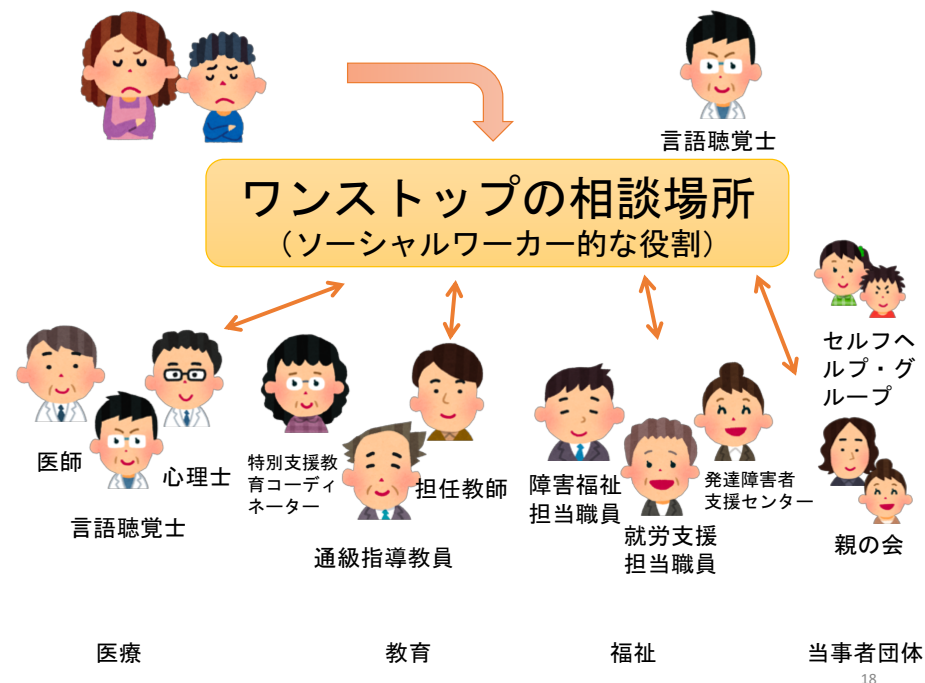 言語聴覚士
ワンストップの相談場所
（ソーシャルワーカー的な役割）
セルフヘ
ルプ・グ
ループ
医師
心理士
言語聴覚士
特別支援教
育コーディ
ネーター
担任教師
通級指導教員
障害福祉
担当職員
就労支援
担当職員
発達障害者
支援センター
親の会
医療
教育
福祉
当事者団体
18